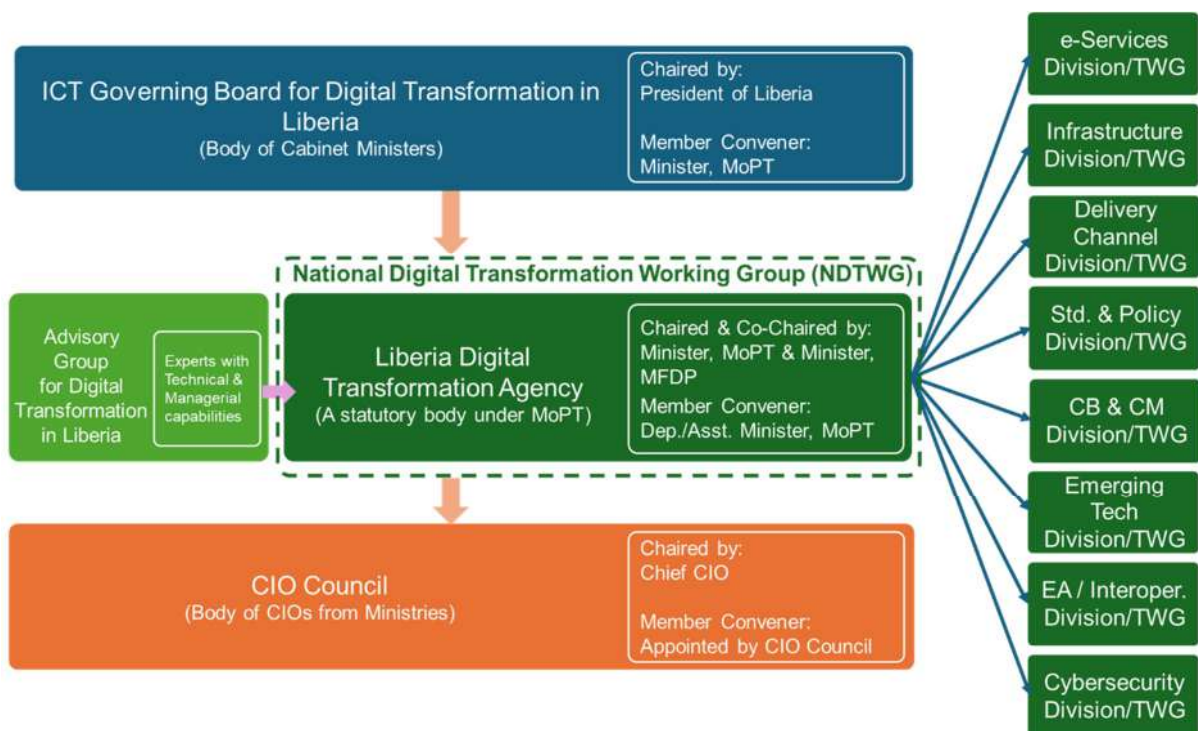 ICT Governing Board for Digital Transformation in
Liberia
(Body of Cabinet Ministers)
Chaired by:
President of Liberia
Member Convener:
Minister, MoPT
National Digital Transformation Working Group (NDTWG)
Advisory
Group
for Digital
Transformation
in Liberia
Experts with
Technical &
Managerial
capabilities
Liberia Digital
Transformation Agency
(A statutory body under MoPT)
Chaired & Co-Chaired by:
Minister, MoPT & Minister,
MFDP
Member Convener:
Dep./Asst. Minister, MoPT
CIO Council
(Body of CIOs from Ministries)
Chaired by:
Chief CIO
Member Convener:
Appointed by CIO Council
e-Services
Division/TWG
Infrastructure
Division/TWG
Delivery
Channel
Division/TWG
Std. & Policy
Division/TWG
CB & CM
Division/TWG
Emerging
Tech
Division/TWG
EA / Interoper.
Division/TWG
Cybersecurity
Division/TWG